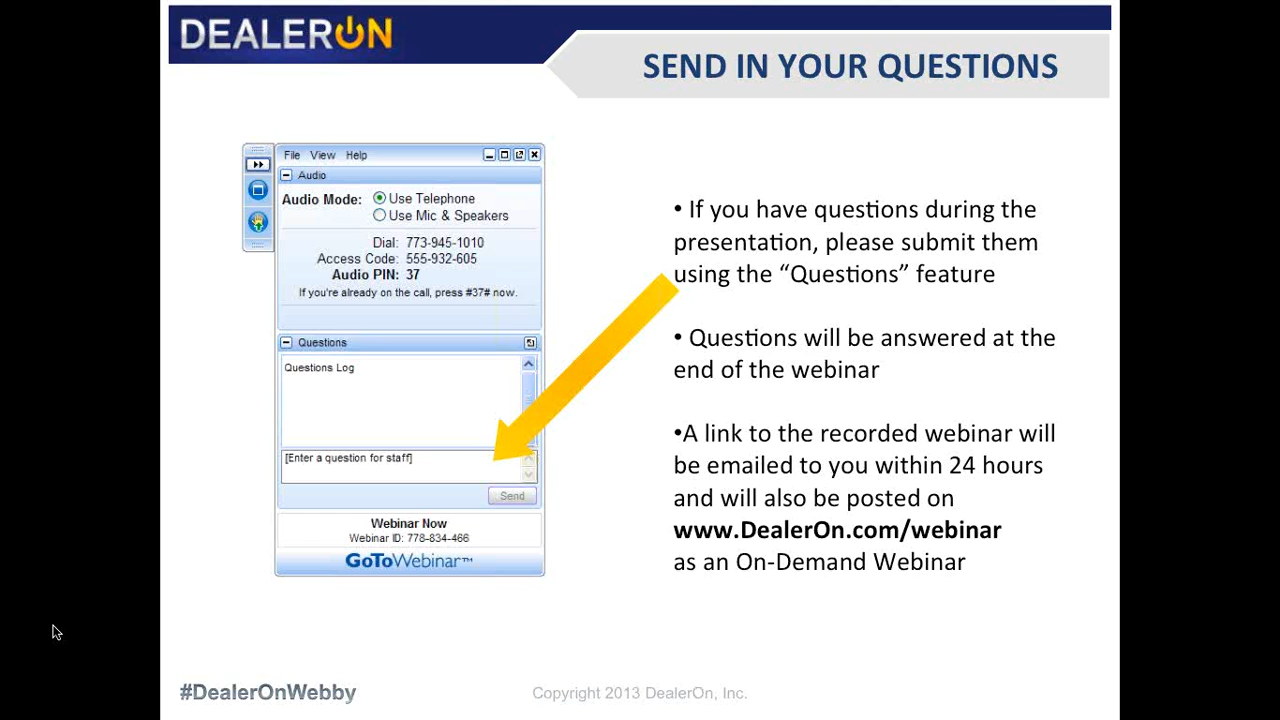 DEALERON
SEND IN YOUR QUESTIONS
File View Help
Audio
Audio Mode: Use Telephone
Use Mic & Speakers
Dial: 773-945-1010
Access Code: 555-932-605
Audio PIN: 37
If you're already on the call, press #37# now.
Questions
Questions Log
[Enter a question for staff]
Send
Webinar Now
Webinar ID: 778-834-466
GoToWebinar™
• If you have questions during the
presentation, please submit them
using the “Questions” feature
• Questions will be answered at the
end of the webinar
•A link to the recorded webinar will
be emailed to you within 24 hours
and will also be posted on
www.DealerOn.com/webinar
as an On-Demand Webinar
#DealerOnWebby
Copyright 2013 DealerOn, Inc.